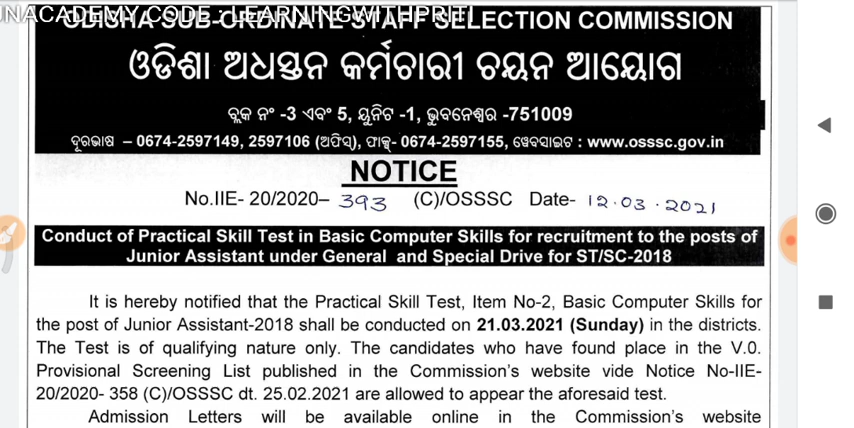 UNACADEMY CODE : LEARNINGWITHPRITI
ODISHA SUB-ORDINATE STAFF SELECTION COMMISSION
ଓଡିଶା ଅଧସ୍ତନ କର୍ମଚାରୀ ଚୟନ ଆୟୋଗ
ବ୍ଲକ ନଂ -3 ଏବଂ 5, ୟୁନିଟ -1, ଭୁବନେଶ୍ୱର -751009
ଦୂରଭାଷ – 0674-2597149, 2597106 (ଅଫିସ୍), ଫାକ୍ସ- 0674-2597155, ୱେବସାଇଟ : www.osssc.gov.in
NOTICE
No.IIE- 20/2020– 393 (C)/OSSSC Date- 12.03.2021
Conduct of Practical Skill Test in Basic Computer Skills for recruitment to the posts of
Junior Assistant under General and Special Drive for ST/SC-2018
It is hereby notified that the Practical Skill Test, Item No-2, Basic Computer Skills for
the post of Junior Assistant-2018 shall be conducted on 21.03.2021 (Sunday) in the districts.
The Test is of qualifying nature only. The candidates who have found place in the V.0.
Provisional Screening List published in the Commission's website vide Notice No-IIE-
20/2020- 358 (C)/OSSSC dt. 25.02.2021 are allowed to appear the aforesaid test.
Admission Letters will be available online in the Commission's website